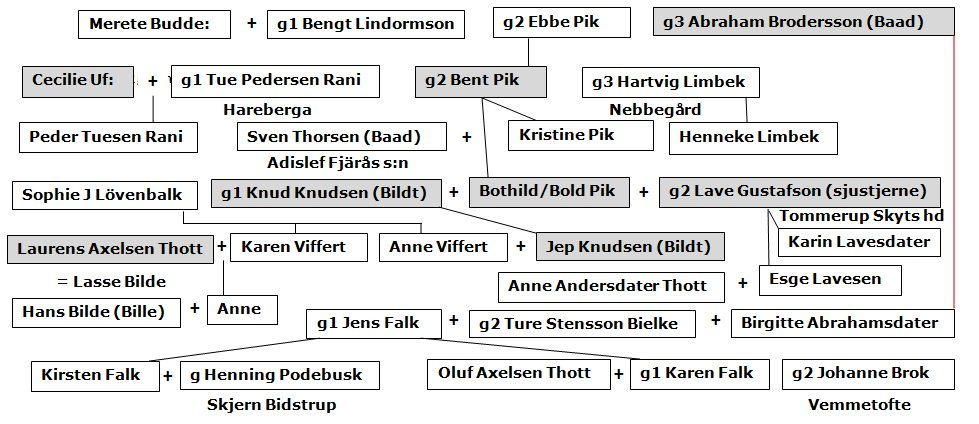 Merete Budde: + g1 Bengt Lindormson g2 Ebbe Pik g3 Abraham Brodersson (Baad)
Cecilie Uf: + g1 Tue Pedersen Rani g2 Bent Pik g3 Hartvig Limbek
Hareberga Nebbegård
Peder Tuesen Rani Sven Thorsen (Baad) + Kristine Pik Henneke Limbek
Adislef Fjärås s:n
Sophie J Lövenbalk g1 Knud Knudsen (Bildt) + Bothild/Bold Pik + g2 Lave Gustafson (sjustjerne)
Tommerup Skyts hd
Laurens Axelsen Thott + Karen Viffert Anne Viffert + Jep Knudsen (Bildt) Karin Lavesdater
= Lasse Bilde Anne Andersdater Thott + Esge Lavesen
Hans Bilde (Bille) + Anne g1 Jens Falk + g2 Ture Stensson Bielke + Birgitte Abrahamsdater
Kirsten Falk + g Henning Podebusk Oluf Axelsen Thott + g1 Karen Falk g2 Johanne Brok
Skjern Bidstrup Vemmetofte